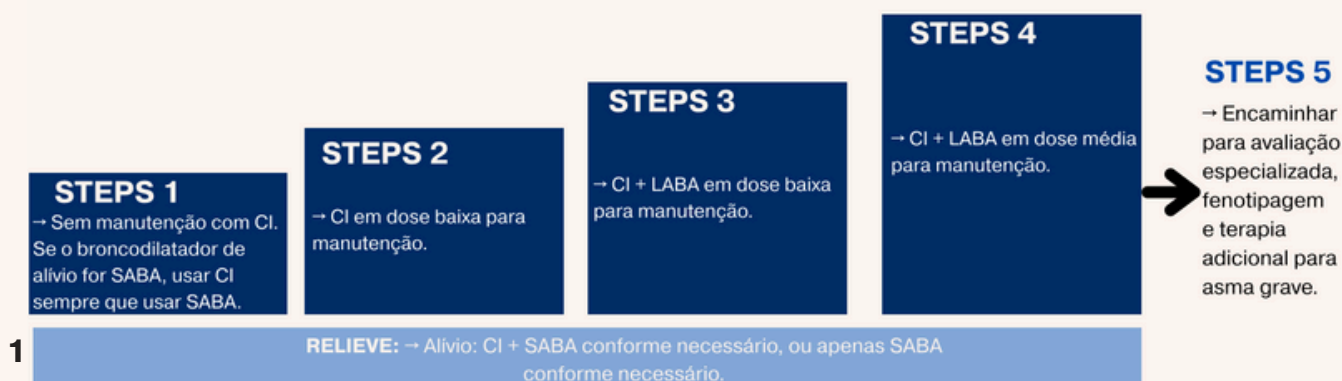 STEPS 1
→ Sem manutenção com CI.
Se o broncodilatador de
alívio for SABA, usar CI
sempre que usar SABA.
STEPS 2
→ CI em dose baixa para
manutenção.
STEPS 3
→ CI + LABA em dose baixa
para manutenção.
STEPS 4
→ CI + LABA em dose média
para manutenção.
STEPS 5
→ Encaminhar
para avaliação
especializada,
fenotipagem
e terapia
adicional para
asma grave.
1
RELIEVE: → Alívio: CI + SABA conforme necessário, ou apenas SABA
conforme necessário.